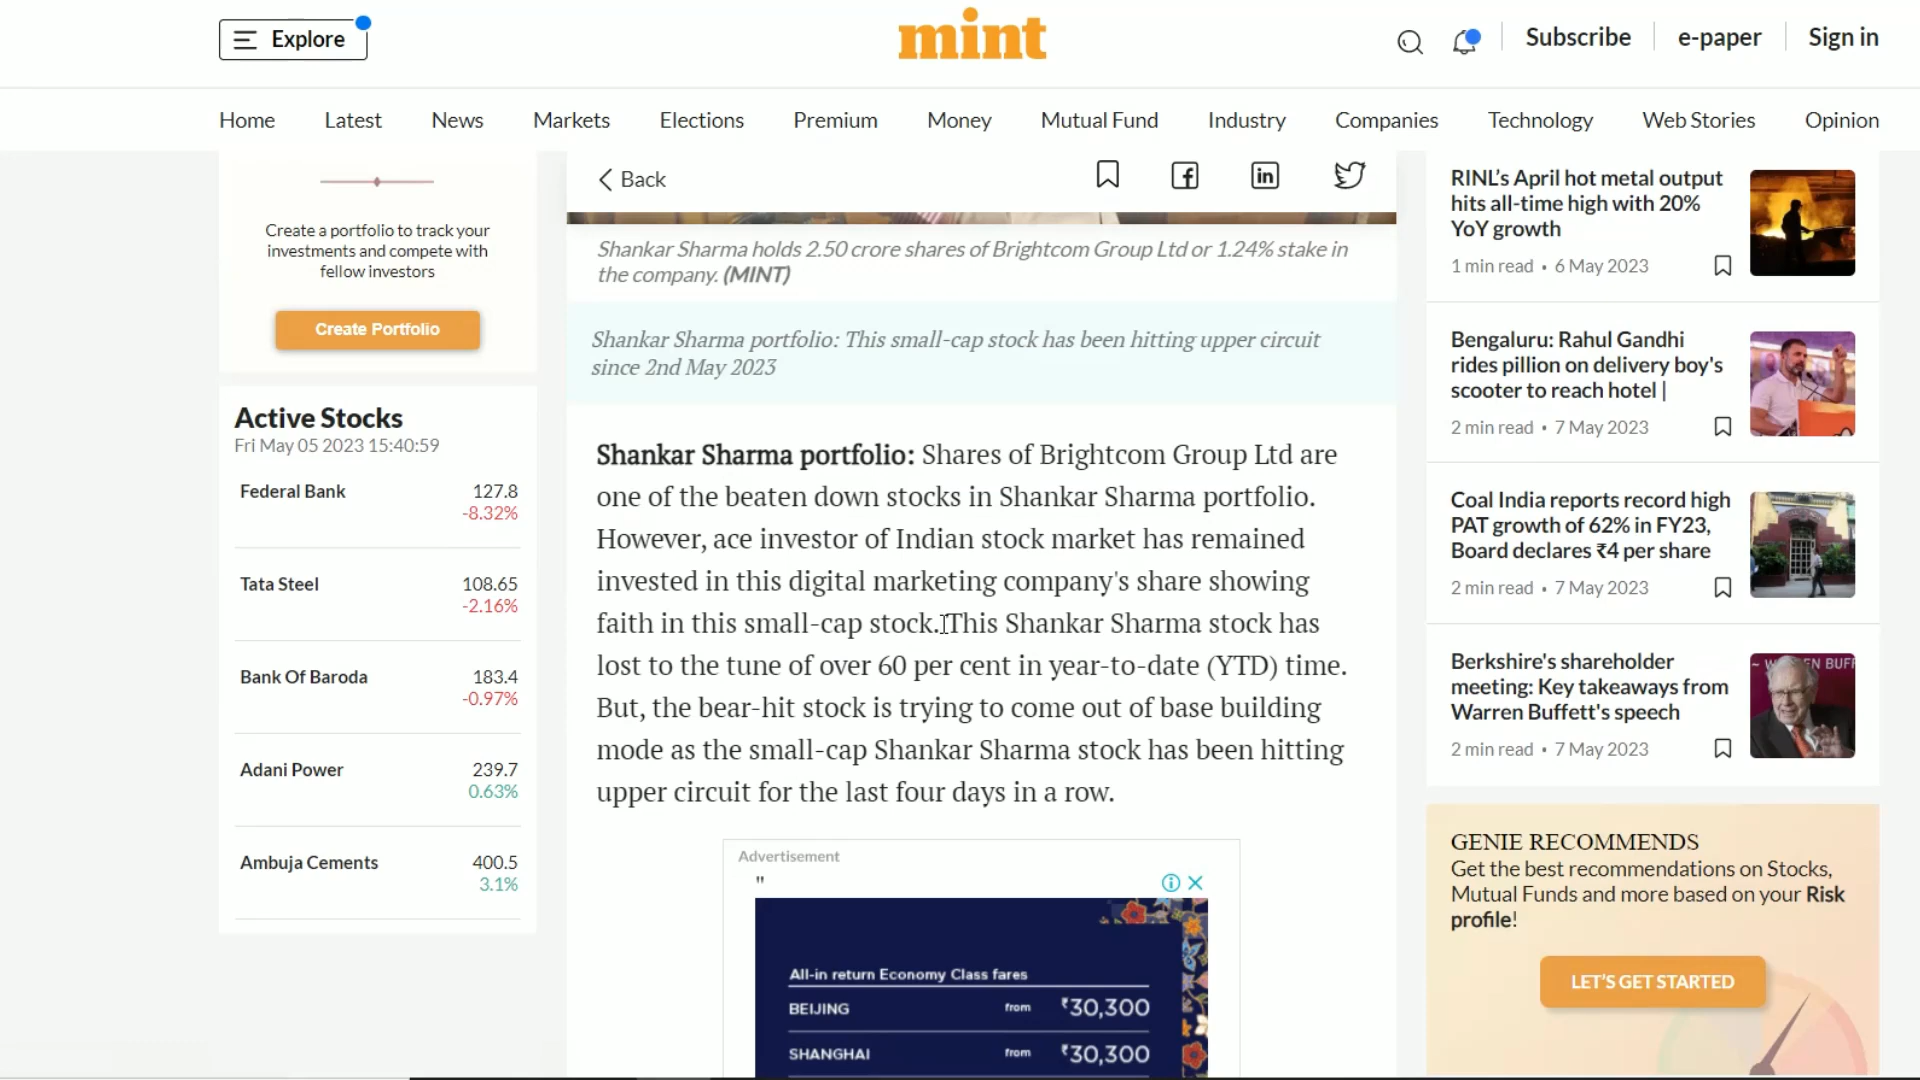 Explore
mint
Subscribe
e-paper
Sign in
Home
Latest
News
Markets
Elections
Premium
Money
Mutual Fund
Industry
Companies
Technology
Web Stories
Opinion
Create a portfolio to track your
investments and compete with
fellow investors
Create Portfolio
Active Stocks
Fri May 05 2023 15:40:59
Federal Bank 127.8
-8.32%
Tata Steel 108.65
-2.16%
Bank Of Baroda 183.4
-0.97%
Adani Power 239.7
0.63%
Ambuja Cements 400.5
3.1%
Back
Shankar Sharma holds 2.50 crore shares of Brightcom Group Ltd or 1.24% stake in
the company. (MINT)
Shankar Sharma portfolio: This small-cap stock has been hitting upper circuit
since 2nd May 2023
Shankar Sharma portfolio: Shares of Brightcom Group Ltd are
one of the beaten down stocks in Shankar Sharma portfolio.
However, ace investor of Indian stock market has remained
invested in this digital marketing company's share showing
faith in this small-cap stock. This Shankar Sharma stock has
lost to the tune of over 60 per cent in year-to-date (YTD) time.
But, the bear-hit stock is trying to come out of base building
mode as the small-cap Shankar Sharma stock has been hitting
upper circuit for the last four days in a row.
Advertisement
"
All-in return Economy Class fares
BEIJING from ₹30,300
SHANGHAI from ₹30,300
RINL's April hot metal output
hits all-time high with 20%
YoY growth
1 min read • 6 May 2023
Bengaluru: Rahul Gandhi
rides pillion on delivery boy's
scooter to reach hotel |
2 min read • 7 May 2023
Coal India reports record high
PAT growth of 62% in FY23,
Board declares ₹4 per share
2 min read • 7 May 2023
Berkshire's shareholder
meeting: Key takeaways from
Warren Buffett's speech
2 min read • 7 May 2023
GENIE RECOMMENDS
Get the best recommendations on Stocks,
Mutual Funds and more based on your Risk
profile!
LET'S GET STARTED